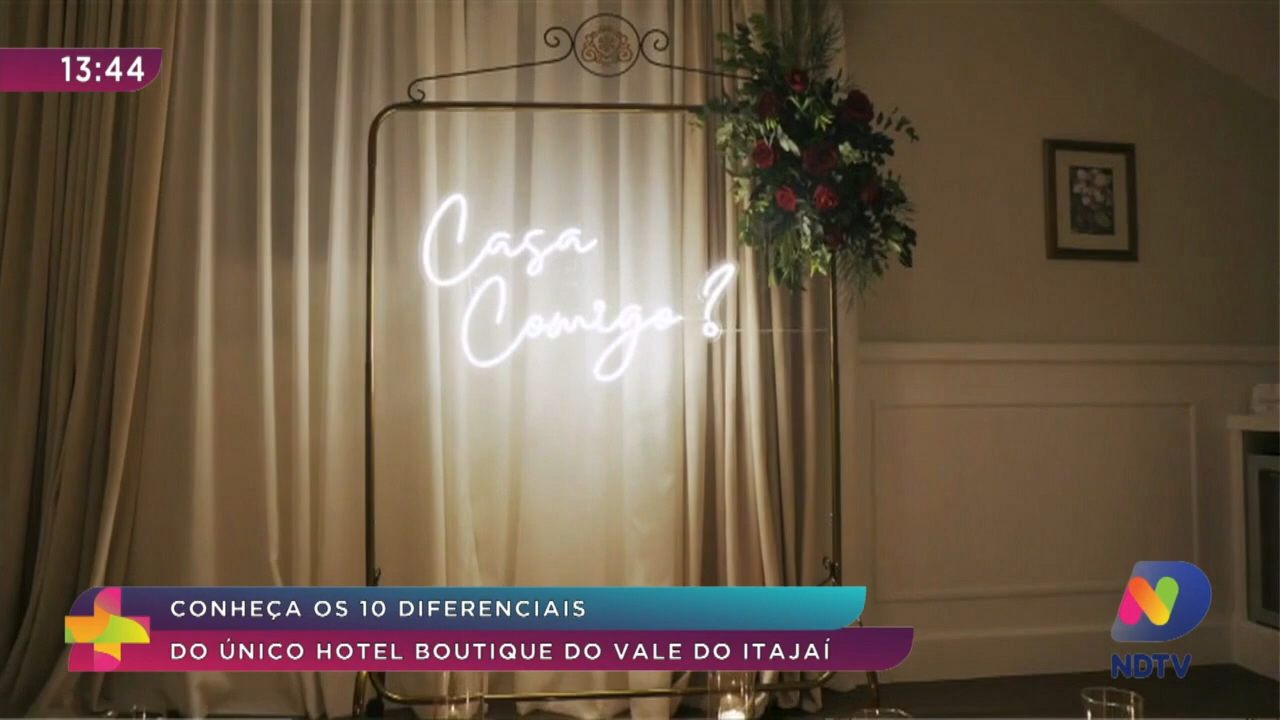 13:44
Casa
Comigo?
CONHEÇA OS 10 DIFERENCIAIS
DO ÚNICO HOTEL BOUTIQUE DO VALE DO ITAJAÍ
NDTV